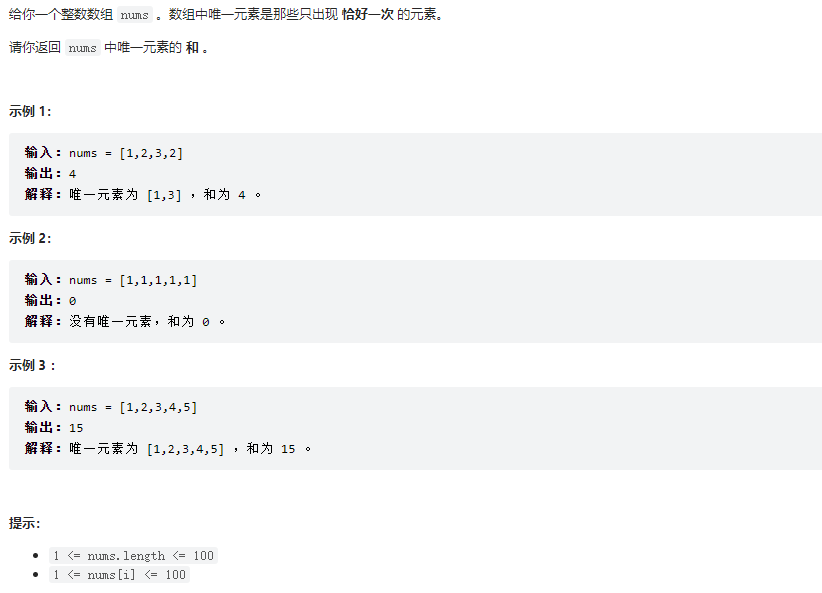 给你一个整数数组 nums 。数组中唯一元素是那些只出现 恰好一次 的元素。
请你返回 nums 中唯一元素的 和 。
示例 1：
输入：nums = [1,2,3,2]
输出：4
解释：唯一元素为 [1,3] ，和为 4 。
示例 2：
输入：nums = [1,1,1,1,1]
输出：0
解释：没有唯一元素，和为 0 。
示例 3 ：
输入：nums = [1,2,3,4,5]
输出：15
解释：唯一元素为 [1,2,3,4,5] ，和为 15 。
提示：
• 1 <= nums.length <= 100
• 1 <= nums[i] <= 100